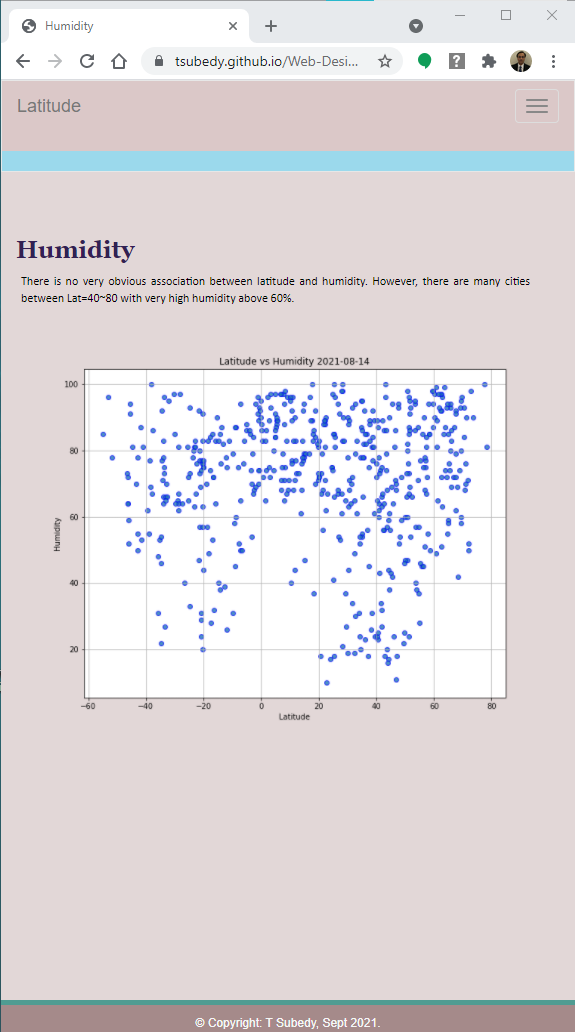 Humidity
tsubedy.github.io/Web-Desi...
Latitude
Humidity
There is no very obvious association between latitude and humidity. However, there are many cities
between Lat=40~80 with very high humidity above 60%.
Latitude vs Humidity 2021-08-14
100
80
60
40
20
Humidity
−60 −40 −20 0 20 40 60 80
Latitude
© Copyright: T Subedy, Sept 2021.